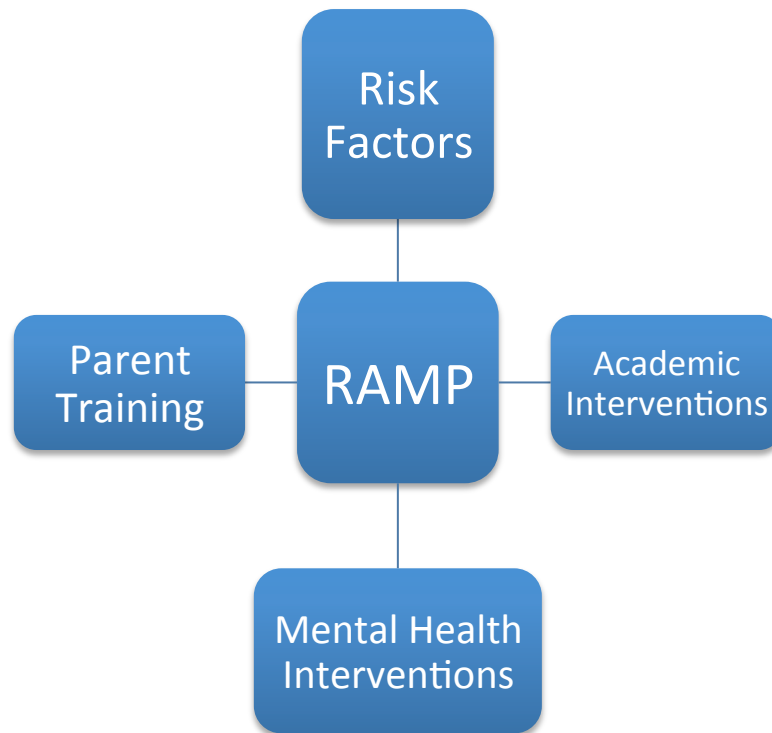 Risk
Factors
Parent
Training
RAMP
Academic
Interventions
Mental Health
Interventions